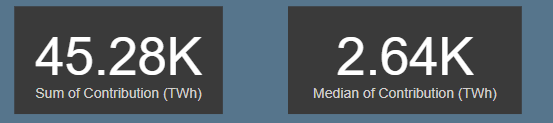 45.28K
Sum of Contribution (TWh)
2.64K
Median of Contribution (TWh)